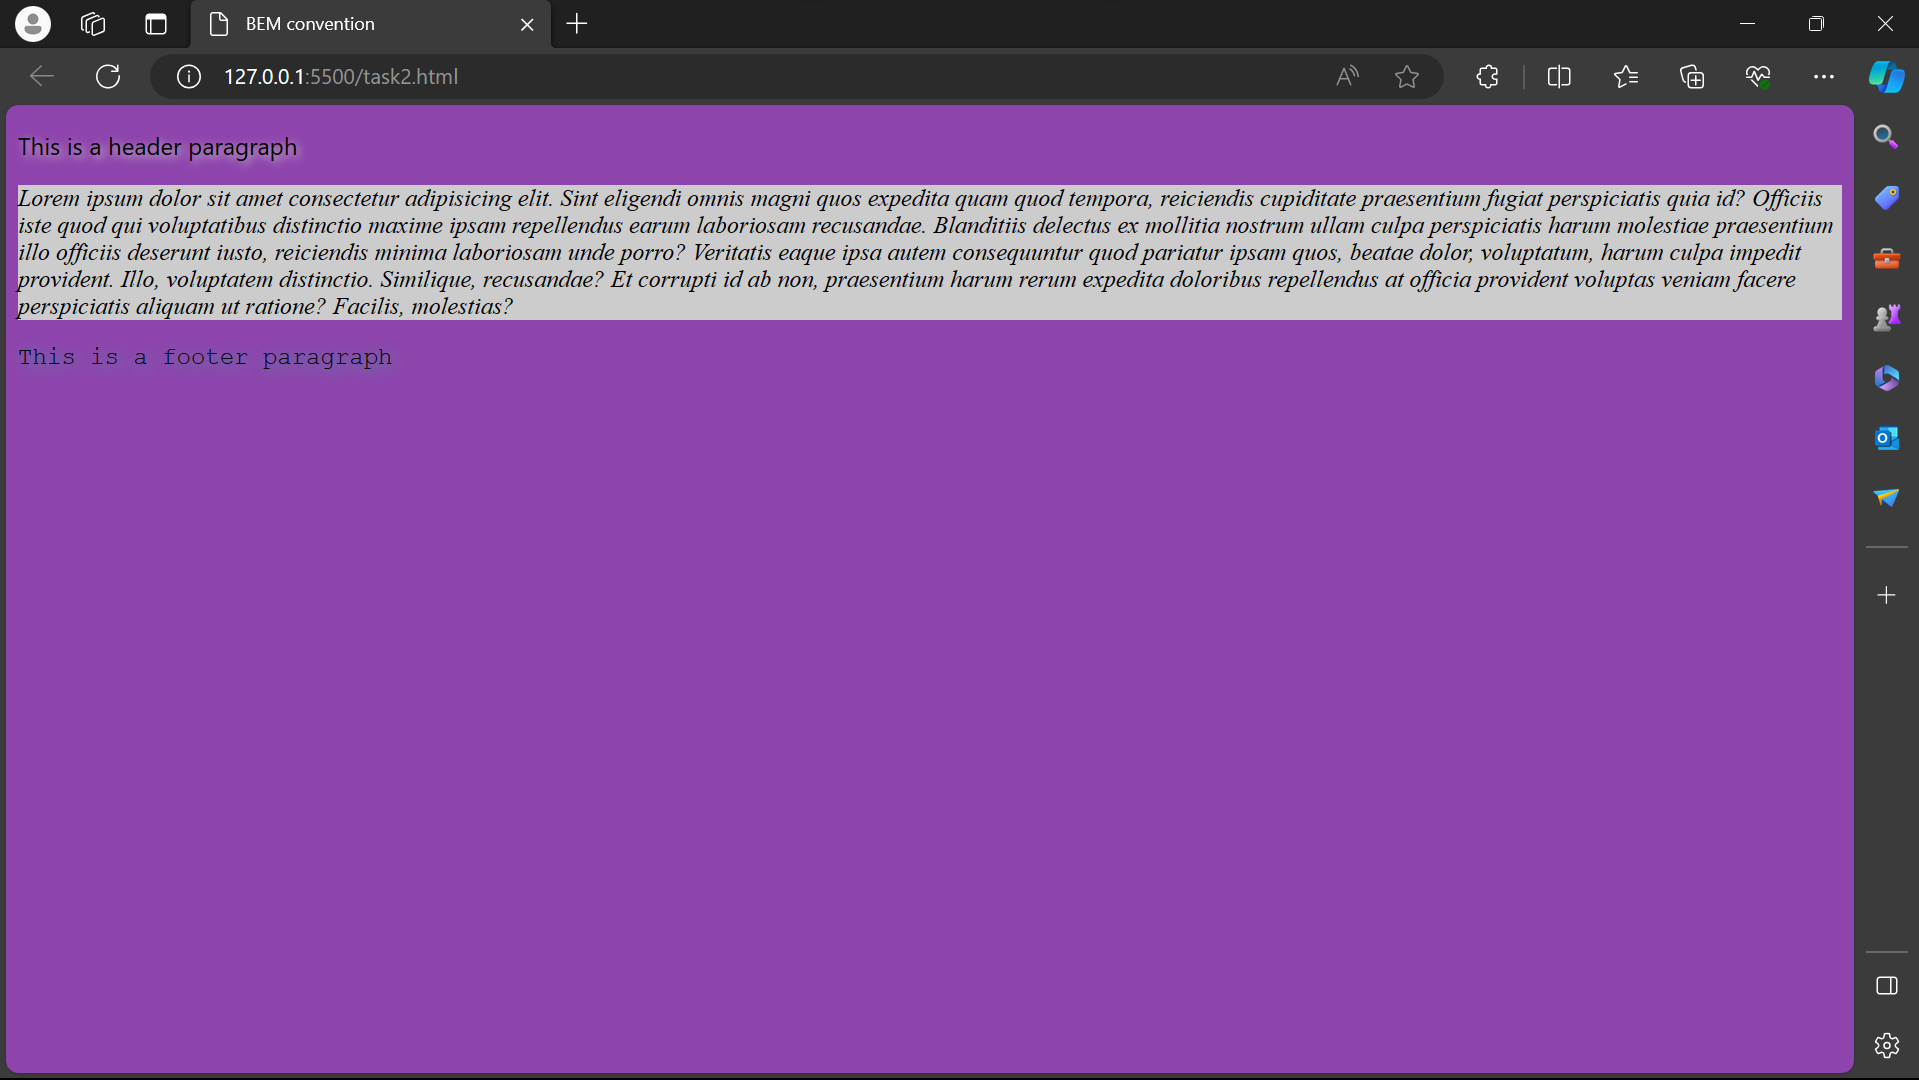 BEM convention
127.0.0.1:5500/task2.html
This is a header paragraph
Lorem ipsum dolor sit amet consectetur adipisicing elit. Sint eligendi omnis magni quos expedita quam quod tempora, reiciendis cupiditate praesentium fugiat perspiciatis quia id? Officiis
iste quod qui voluptatibus distinctio maxime ipsam repellendus earum laboriosam recusandae. Blanditiis delectus ex mollitia nostrum ullam culpa perspiciatis harum molestiae praesentium
illo officiis deserunt iusto, reiciendis minima laboriosam unde porro? Veritatis eaque ipsa autem consequuntur quod pariatur ipsam quos, beatae dolor, voluptatum, harum culpa impedit
provident. Illo, voluptatem distinctio. Similique, recusandae? Et corrupti id ab non, praesentium harum rerum expedita doloribus repellendus at officia provident voluptas veniam facere
perspiciatis aliquam ut ratione? Facilis, molestias?
This is a footer paragraph